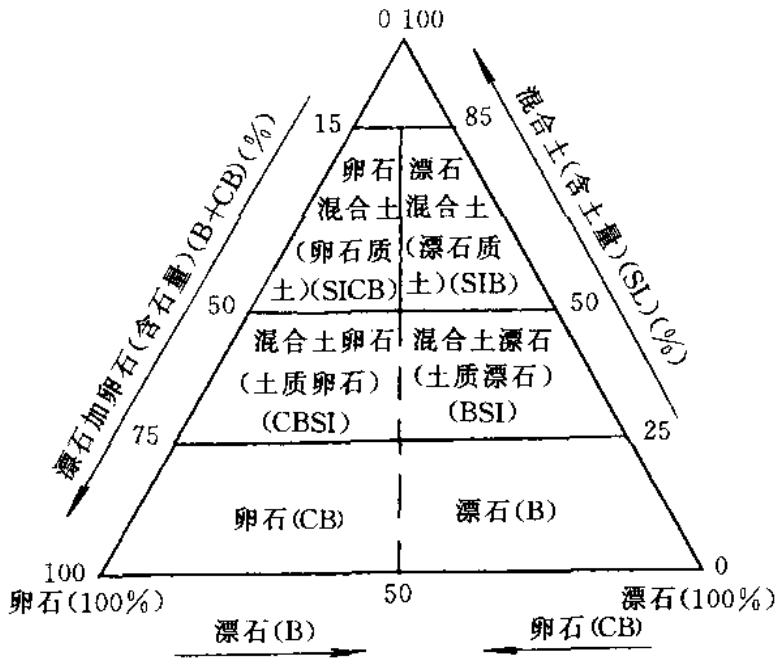 0 100
15
85
卵石
漂石
混合土
混合土
(卵石质
(漂石质
土)(SICB)
土)(SIB)
漂石加卵石(含石量)(B+CB)(%)
混合土(含土量)(SL)(%)
50
50
混合土卵石
混合土漂石
(土质卵石)
(土质漂石)
(CBSI)
(BSI)
75
25
卵石(CB)
漂石(B)
100
0
卵石(100%)
50
漂石(100%)
漂石(B)
卵石(CB)